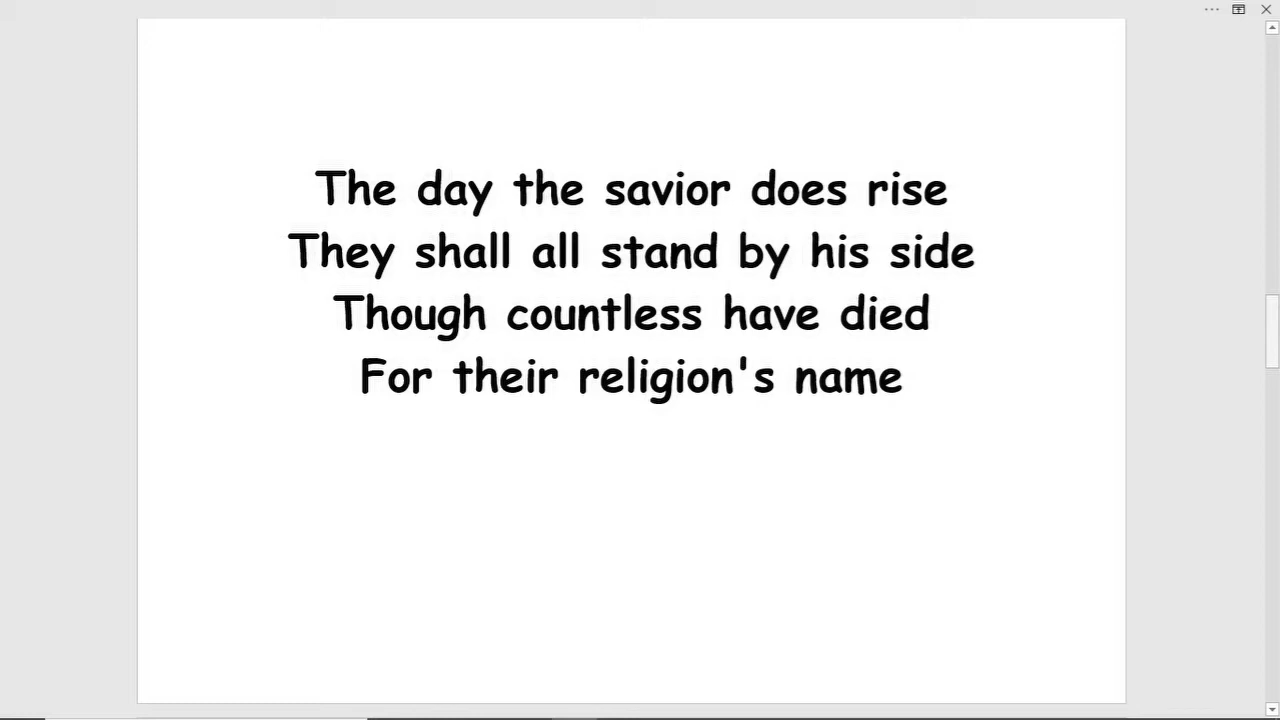 The day the savior does rise
They shall all stand by his side
Though countless have died
For their religion's name